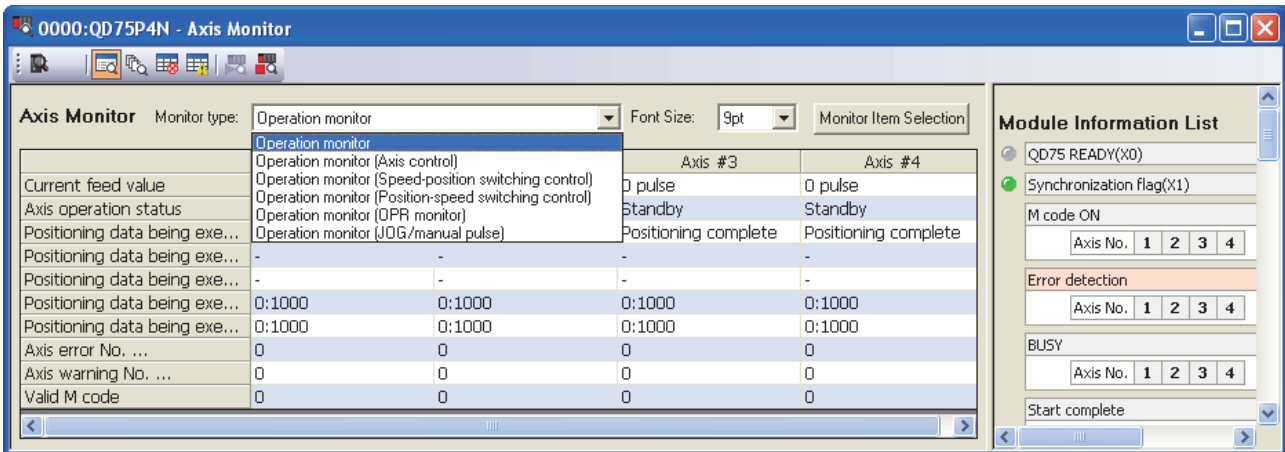 0000:QD75P4N - Axis Monitor
Axis Monitor Monitor type: Operation monitor Font Size: 9pt Monitor Item Selection
Operation monitor
Operation monitor (Axis control)
Operation monitor (Speed-position switching control)
Operation monitor (Position-speed switching control)
Operation monitor (OPR monitor)
Operation monitor (JOG/manual pulse)
Axis #3 Axis #4
Current feed value 0 pulse 0 pulse
Axis operation status Standby Standby
Positioning data being exe... Positioning complete Positioning complete
Positioning data being exe... - - - -
Positioning data being exe... - - - -
Positioning data being exe... 0:1000 0:1000 0:1000 0:1000
Positioning data being exe... 0:1000 0:1000 0:1000 0:1000
Axis error No. ... 0 0 0 0
Axis warning No. ... 0 0 0 0
Valid M code 0 0 0 0
Module Information List
QD75 READY(X0)
Synchronization flag(X1)
M code ON
Axis No. 1 2 3 4
Error detection
Axis No. 1 2 3 4
BUSY
Axis No. 1 2 3 4
Start complete